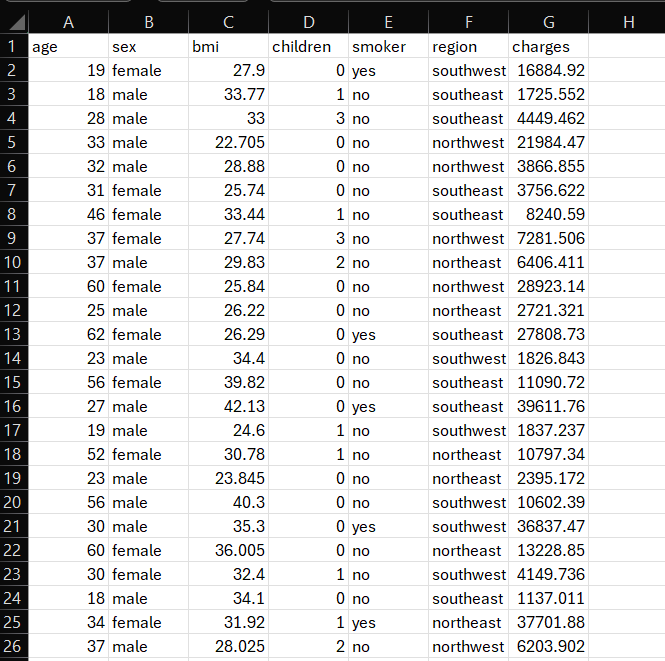 A B C D E F G H
1 age sex bmi children smoker region charges
2 19 female 27.9 0 yes southwest 16884.92
3 18 male 33.77 1 no southeast 1725.552
4 28 male 33 3 no southeast 4449.462
5 33 male 22.705 0 no northwest 21984.47
6 32 male 28.88 0 no northwest 3866.855
7 31 female 25.74 0 no southeast 3756.622
8 46 female 33.44 1 no southeast 8240.59
9 37 female 27.74 3 no northwest 7281.506
10 37 male 29.83 2 no northeast 6406.411
11 60 female 25.84 0 no northwest 28923.14
12 25 male 26.22 0 no northeast 2721.321
13 62 female 26.29 0 yes southeast 27808.73
14 23 male 34.4 0 no southwest 1826.843
15 56 female 39.82 0 no southeast 11090.72
16 27 male 42.13 0 yes southeast 39611.76
17 19 male 24.6 1 no southwest 1837.237
18 52 female 30.78 1 no northeast 10797.34
19 23 male 23.845 0 no northeast 2395.172
20 56 male 40.3 0 no southwest 10602.39
21 30 male 35.3 0 yes southwest 36837.47
22 60 female 36.005 0 no northeast 13228.85
23 30 female 32.4 1 no southwest 4149.736
24 18 male 34.1 0 no southeast 1137.011
25 34 female 31.92 1 yes northeast 37701.88
26 37 male 28.025 2 no northwest 6203.902